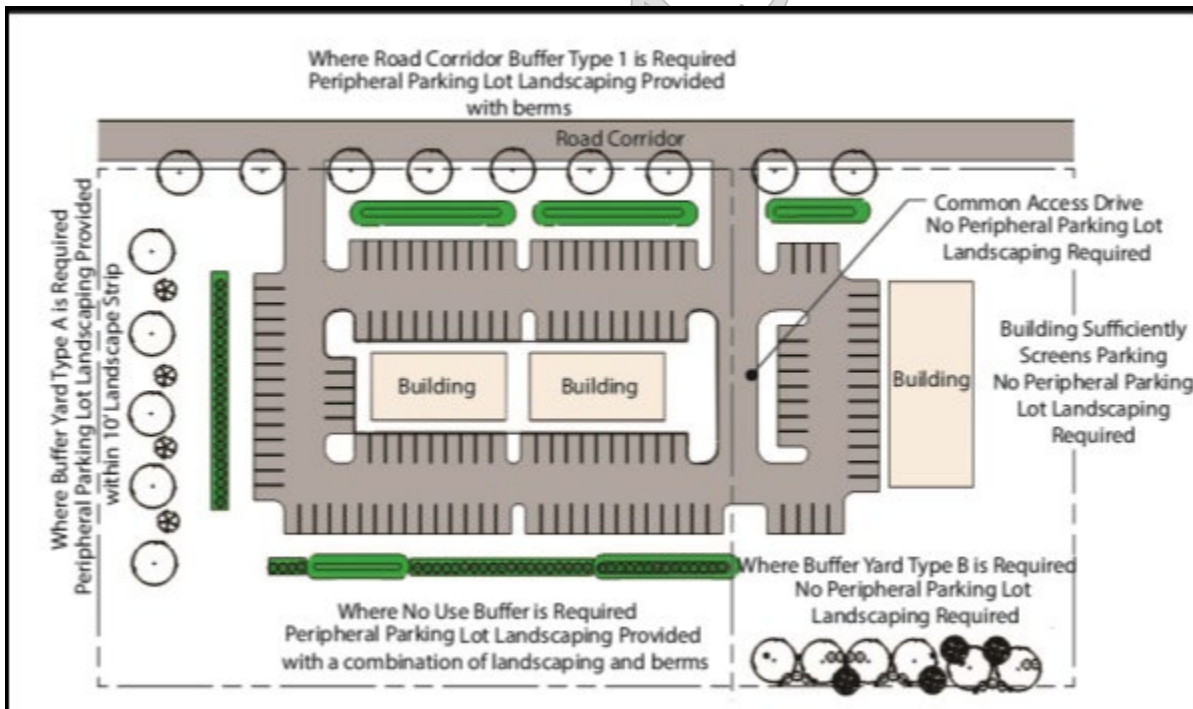 Where Road Corridor Buffer Type 1 is Required
Peripheral Parking Lot Landscaping Provided
with berms
Road Corridor
Where Buffer Yard Type A is Required
Peripheral Parking Lot Landscaping Provided
within 10' Landscape Strip
Common Access Drive
No Peripheral Parking Lot
Landscaping Required
Building
Building
Building
Building Sufficiently
Screens Parking
No Peripheral Parking
Lot Landscaping
Required
Where Buffer Yard Type B is Required
No Peripheral Parking Lot
Landscaping Required
Where No Use Buffer is Required
Peripheral Parking Lot Landscaping Provided
with a combination of landscaping and berms